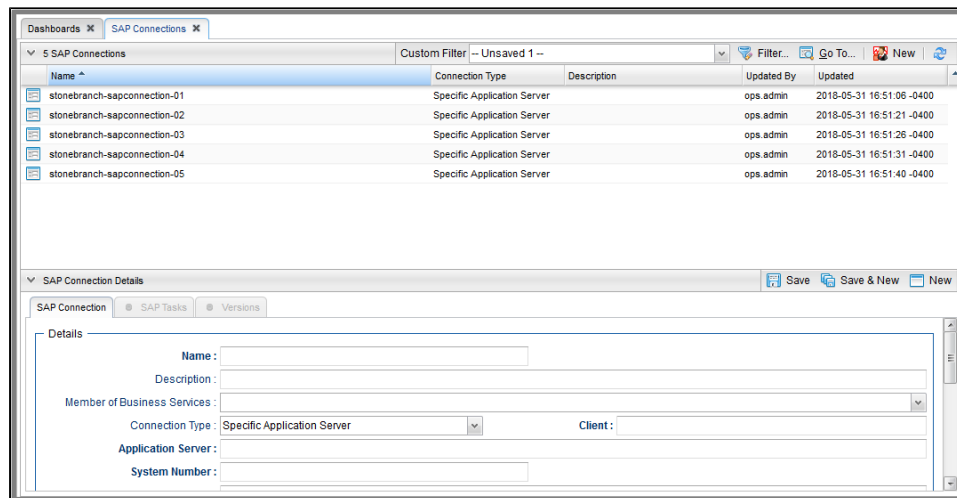 Dashboards SAP Connections
5 SAP Connections Custom Filter -- Unsaved 1 -- Filter... Go To... New
Name Connection Type Description Updated By Updated
stonebranch-sapconnection-01 Specific Application Server ops.admin 2018-05-31 16:51:06 -0400
stonebranch-sapconnection-02 Specific Application Server ops.admin 2018-05-31 16:51:21 -0400
stonebranch-sapconnection-03 Specific Application Server ops.admin 2018-05-31 16:51:26 -0400
stonebranch-sapconnection-04 Specific Application Server ops.admin 2018-05-31 16:51:31 -0400
stonebranch-sapconnection-05 Specific Application Server ops.admin 2018-05-31 16:51:40 -0400
SAP Connection Details Save Save & New New
SAP Connection SAP Tasks Versions
Details
Name :
Description :
Member of Business Services :
Connection Type : Specific Application Server Client :
Application Server :
System Number :